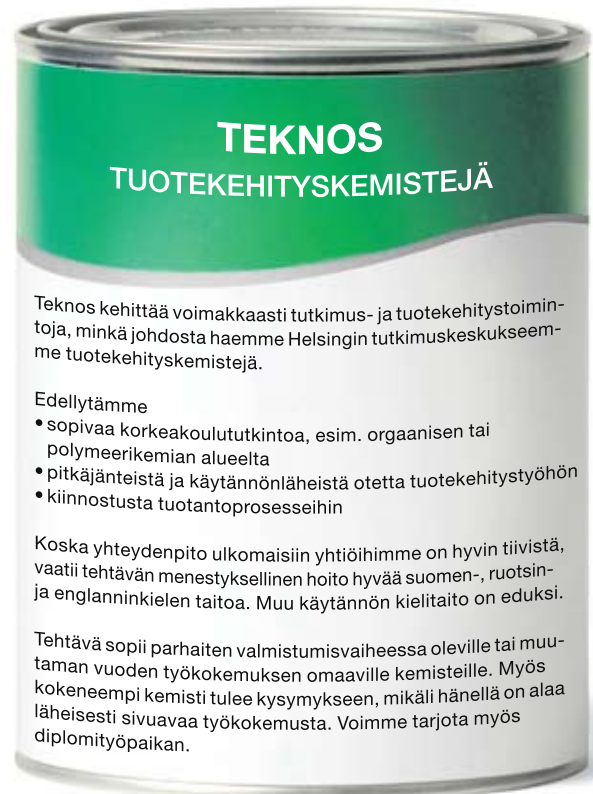 TEKNOS
TUOTEKEHITYSKEMISTEJÄ
Teknos kehittää voimakkaasti tutkimus- ja tuotekehitystoimin-
toja, minkä johdosta haemme Helsingin tutkimuskeskukseem-
me tuotekehityskemistejä.
Edellytämme
• sopivaa korkeakoulututkintoa, esim. orgaanisen tai
polymeerikemian alueelta
• pitkäjänteistä ja käytännönläheistä otetta tuotekehitystyöhön
• kiinnostusta tuotantoprosesseihin
Koska yhteydenpito ulkomaisiin yhtiöihimme on hyvin tiivistä,
vaatii tehtävän menestyksellinen hoito hyvää suomen-, ruotsin-
ja englanninkielen taitoa. Muu käytännön kielitaito on eduksi.
Tehtävä sopii parhaiten valmistumisvaiheessa oleville tai muu-
taman vuoden työkokemuksen omaaville kemisteille. Myös
kokeneempi kemisti tulee kysymykseen, mikäli hänellä on alaa
läheisesti sivuavaa työkokemusta. Voimme tarjota myös
diplomityöpaikan.